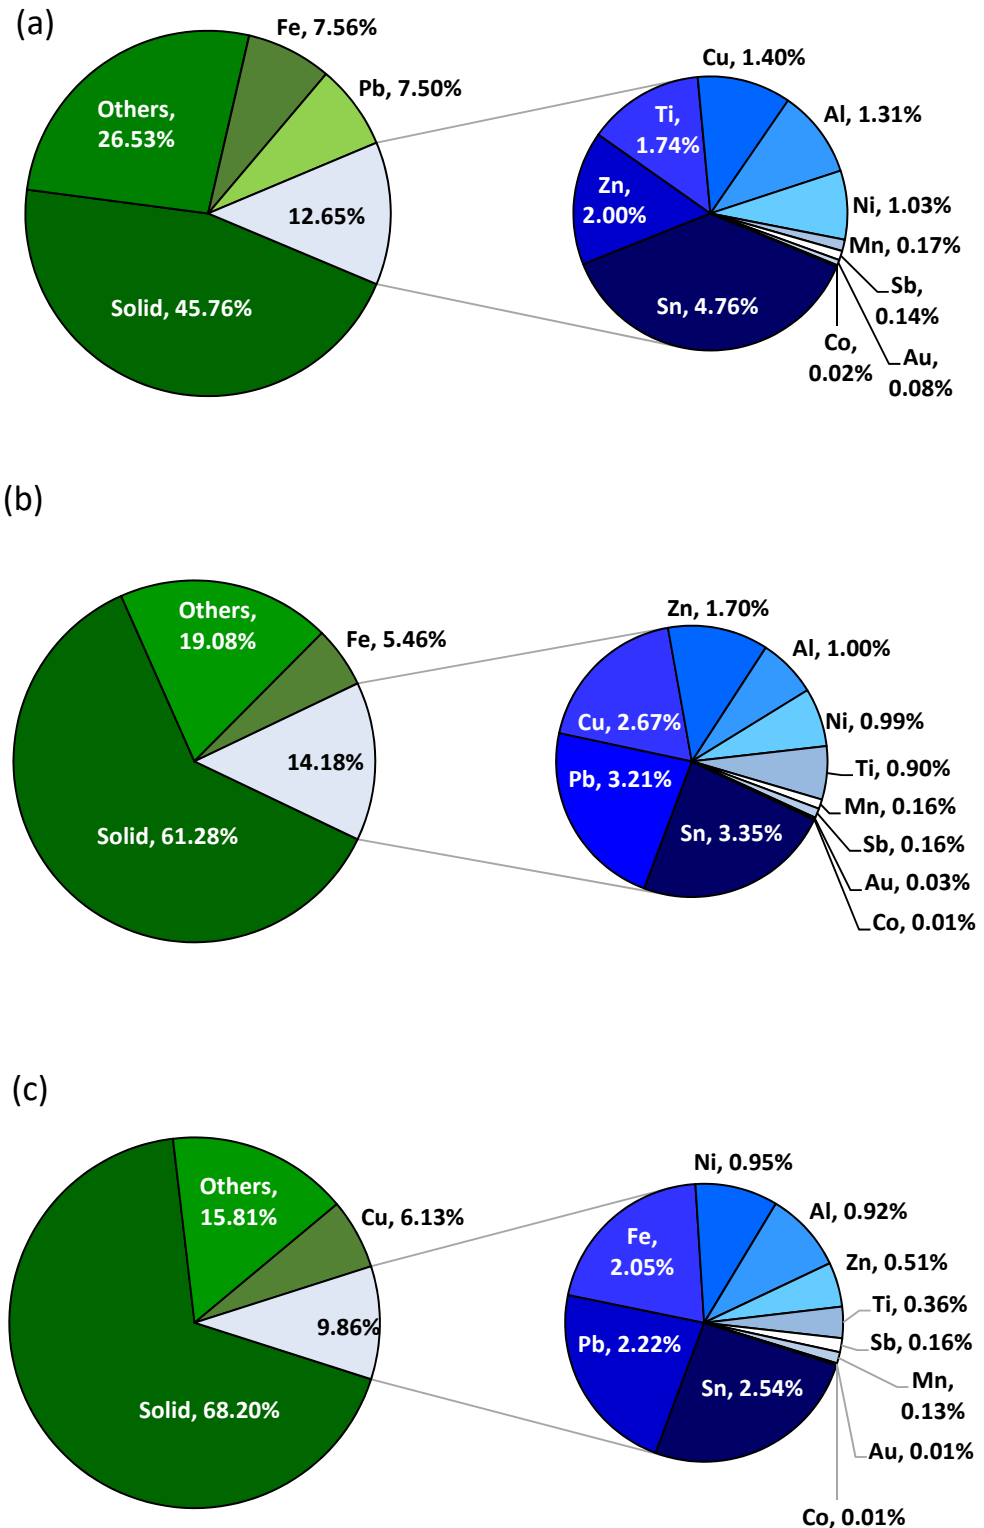 (a)
Fe, 7.56%
Pb, 7.50%
Others,
26.53%
12.65%
Solid, 45.76%
Cu, 1.40%
Ti,
1.74%
Al, 1.31%
Zn,
2.00%
Ni, 1.03%
Mn, 0.17%
Sb,
0.14%
Sn, 4.76%
Co,
0.02%
Au,
0.08%
(b)
Others,
19.08%
Fe, 5.46%
14.18%
Solid, 61.28%
Zn, 1.70%
Al, 1.00%
Cu, 2.67%
Ni, 0.99%
Pb, 3.21%
Ti, 0.90%
Mn, 0.16%
Sn, 3.35%
Sb, 0.16%
Au, 0.03%
Co, 0.01%
(c)
Others,
15.81%
Cu, 6.13%
9.86%
Solid, 68.20%
Ni, 0.95%
Al, 0.92%
Fe,
2.05%
Zn, 0.51%
Ti, 0.36%
Pb, 2.22%
Sb, 0.16%
Sn, 2.54%
Mn,
0.13%
Au, 0.01%
Co, 0.01%